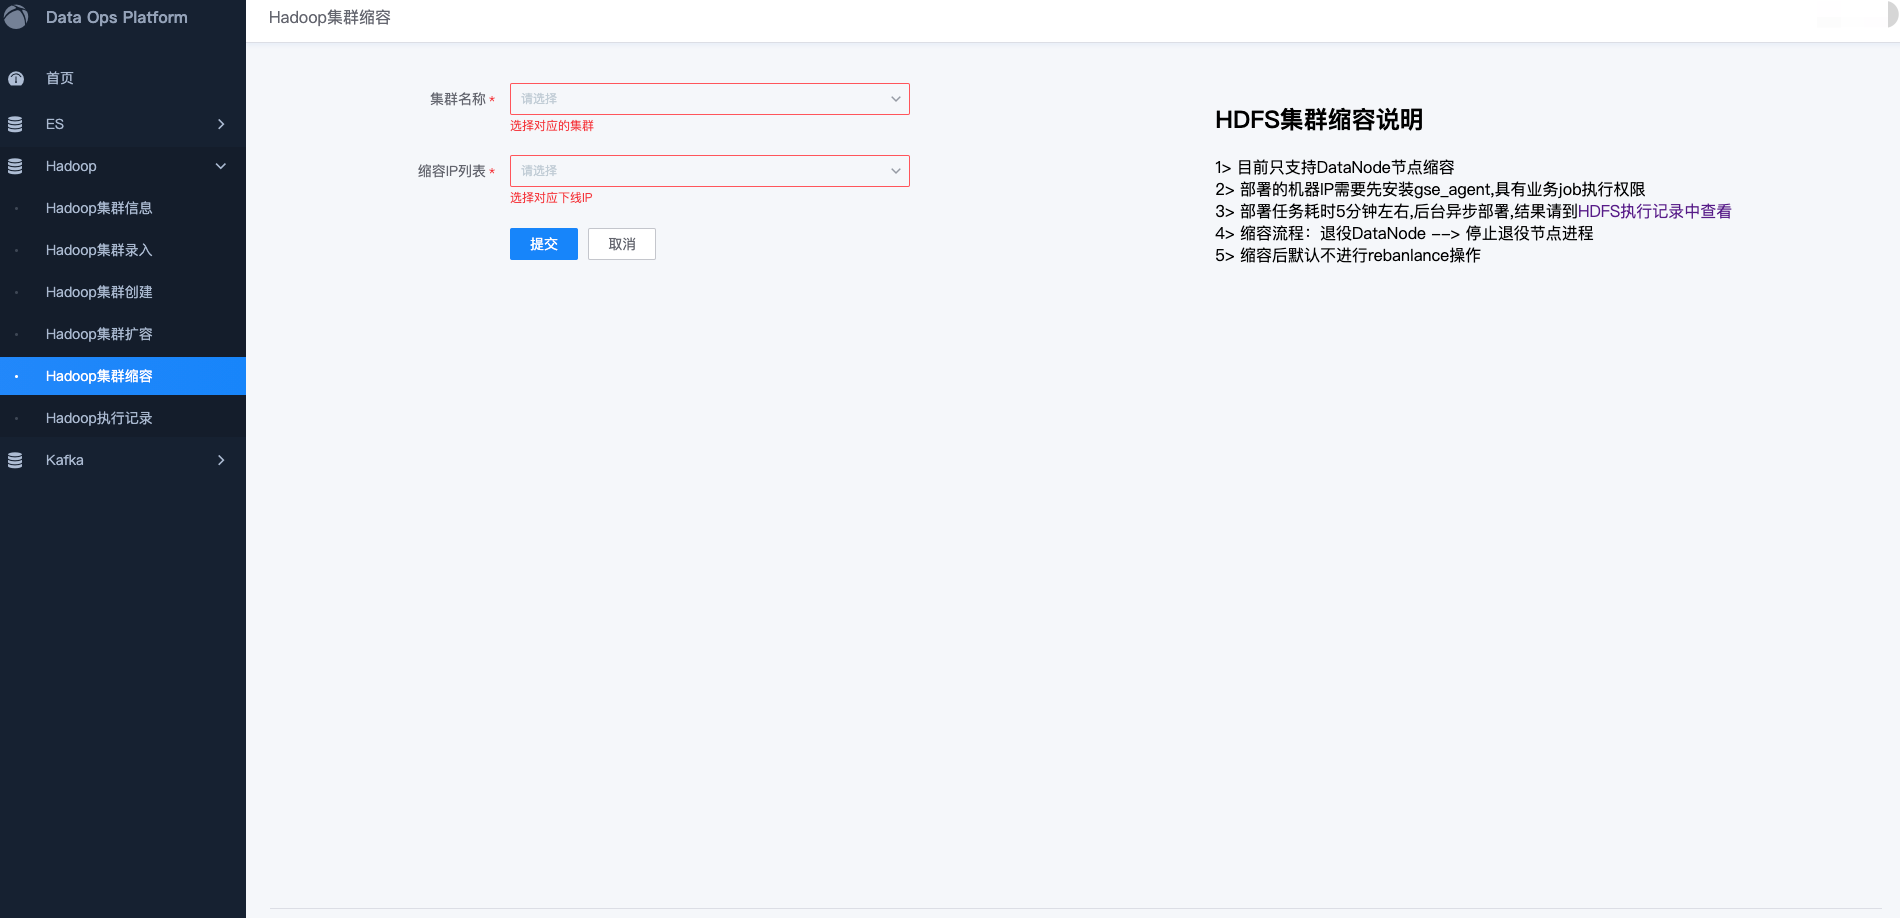 Data Ops Platform
Hadoop集群缩容
首页
ES
Hadoop
Hadoop集群信息
Hadoop集群录入
Hadoop集群创建
Hadoop集群扩容
Hadoop集群缩容
Hadoop执行记录
Kafka
集群名称 *
请选择
选择对应的集群
缩容IP列表 *
请选择
选择对应下线IP
提交
取消
HDFS集群缩容说明
1> 目前只支持DataNode节点缩容
2> 部署的机器IP需要先安装gse_agent,具有业务job执行权限
3> 部署任务耗时5分钟左右,后台异步部署,结果请到HDFS执行记录中查看
4> 缩容流程：退役DataNode --> 停止退役节点进程
5> 缩容后默认不进行rebanlance操作